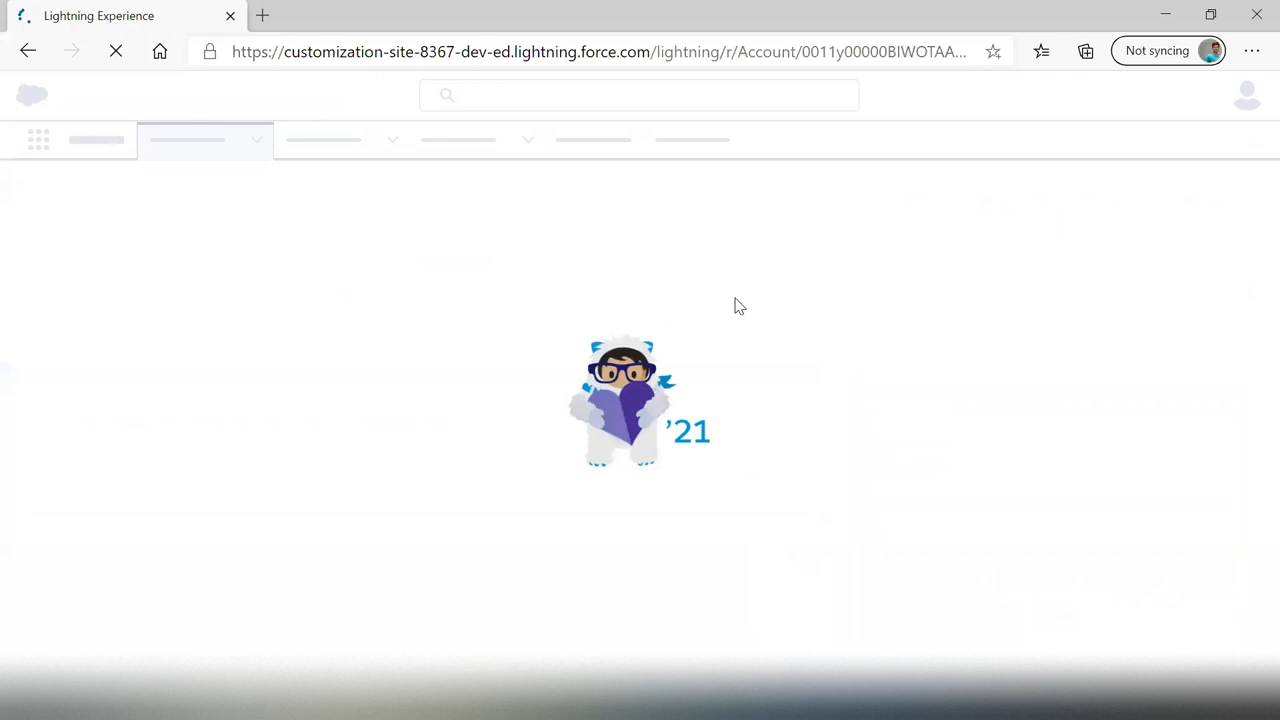 Lightning Experience
https://customization-site-8367-dev-ed.lightning.force.com/lightning/r/Account/0011y00000BIWOTAA...
Not syncing
'21